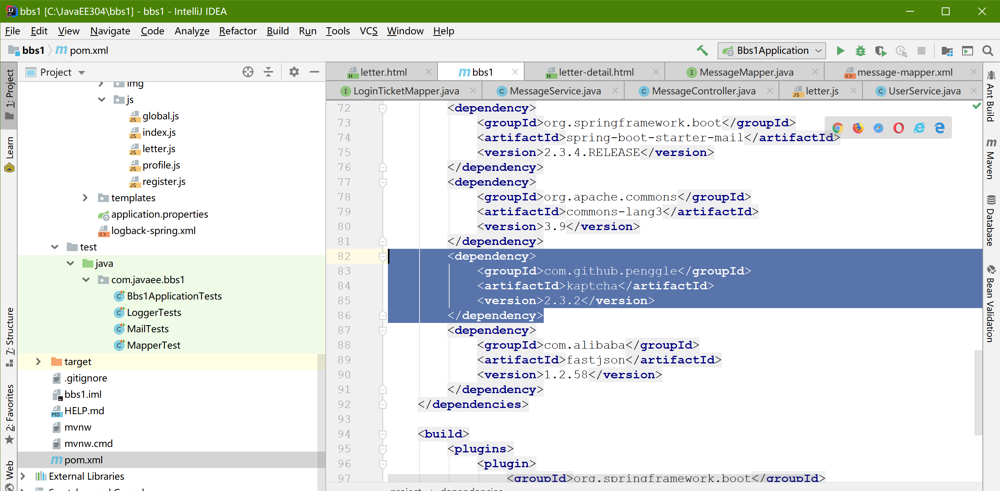 bbs1 [C:\JavaEE304\bbs1] - bbs1 - IntelliJ IDEA
File Edit View Navigate Code Analyze Refactor Build Run Tools VCS Window Help
bbs1 pom.xml
Bbs1Application
1: Project
Learn
7: Structure
2: Favorites
Web
Project
img
js
global.js
index.js
letter.js
profile.js
register.js
templates
application.properties
logback-spring.xml
test
java
com.javaee.bbs1
Bbs1ApplicationTests
LoggerTests
MailTests
MapperTest
target
.gitignore
bbs1.iml
HELP.md
mvnw
mvnw.cmd
pom.xml
External Libraries
Scratches and Consoles
letter.html bbs1 letter-detail.html MessageMapper.java message-mapper.xml
LoginTicketMapper.java MessageService.java MessageController.java letter.js UserService.java
72 <dependency>
73 <groupId>org.springframework.boot</groupId>
74 <artifactId>spring-boot-starter-mail</artifactId>
75 <version>2.3.4.RELEASE</version>
76 </dependency>
77 <dependency>
78 <groupId>org.apache.commons</groupId>
79 <artifactId>commons-lang3</artifactId>
80 <version>3.9</version>
81 </dependency>
82 <dependency>
83 <groupId>com.github.penggle</groupId>
84 <artifactId>kaptcha</artifactId>
85 <version>2.3.2</version>
86 </dependency>
87 <dependency>
88 <groupId>com.alibaba</groupId>
89 <artifactId>fastjson</artifactId>
90 <version>1.2.58</version>
91 </dependency>
92 </dependencies>
93
94 <build>
95 <plugins>
96 <plugin>
97 <groupId>org.springframework.boot</groupId>
project › dependencies
Ant Build
Maven
Database
Bean Validation